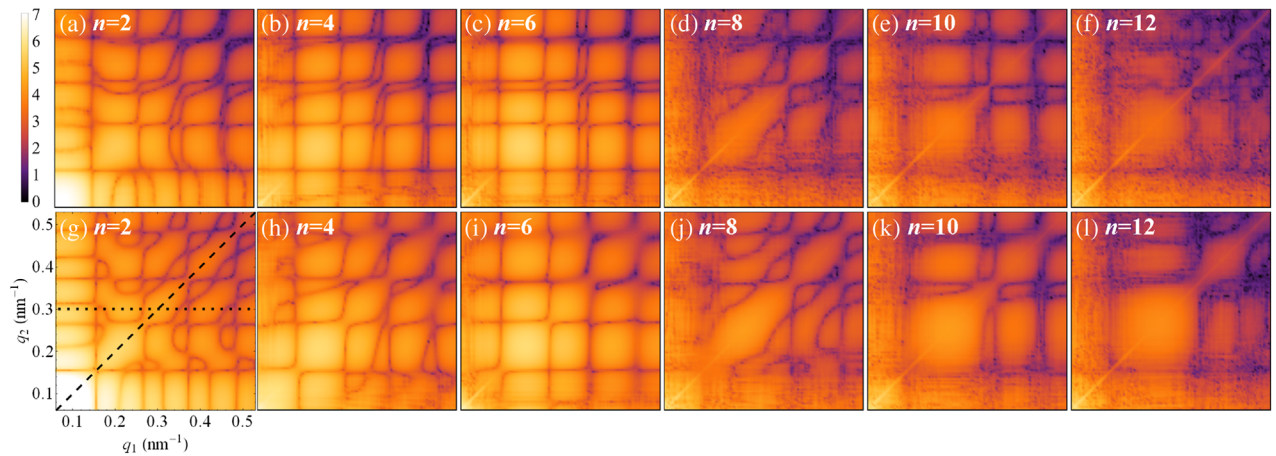 7
6
5
4
3
2
1
0
(a) n=2
(b) n=4
(c) n=6
(d) n=8
(e) n=10
(f) n=12
(g) n=2
(h) n=4
(i) n=6
(j) n=8
(k) n=10
(l) n=12
0.5
0.4
0.3
0.2
0.1
q₂ (nm⁻¹)
0.1 0.2 0.3 0.4 0.5
q₁ (nm⁻¹)